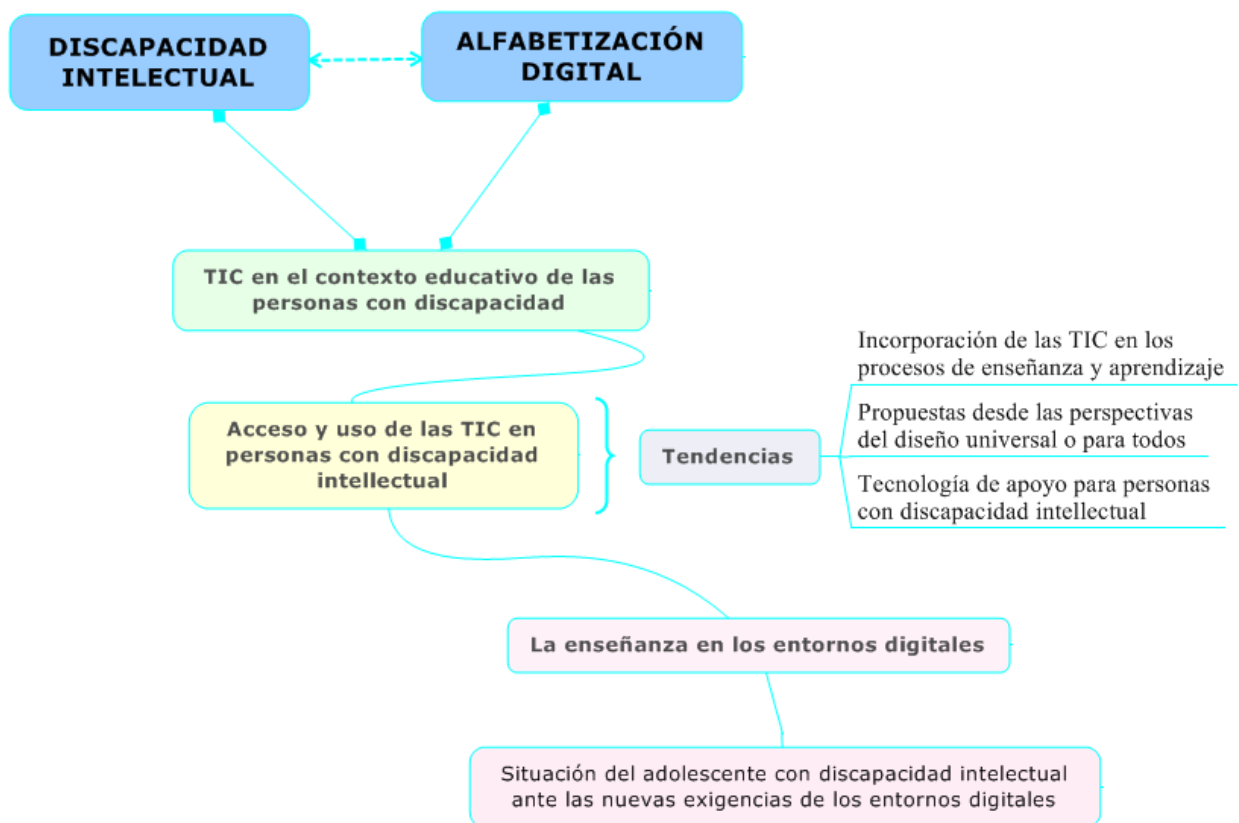 DISCAPACIDAD
INTELECTUAL
ALFABETIZACIÓN
DIGITAL
TIC en el contexto educativo de las
personas con discapacidad
Acceso y uso de las TIC en
personas con discapacidad
intellectual
Tendencias
Incorporación de las TIC en los
procesos de enseñanza y aprendizaje
Propuestas desde las perspectivas
del diseño universal o para todos
Tecnología de apoyo para personas
con discapacidad intellectual
La enseñanza en los entornos digitales
Situación del adolescente con discapacidad intelectual
ante las nuevas exigencias de los entornos digitales